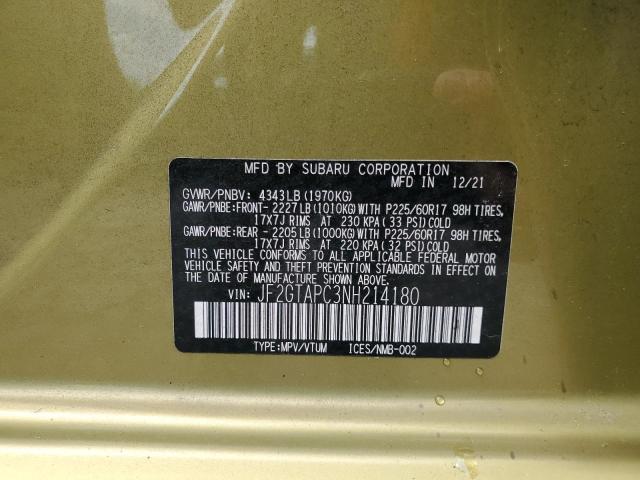 MFD BY SUBARU CORPORATION
MFD IN 12/21
GVWR/PNBV: 4343LB(1970KG)
GAWR/PNBE:FRONT- 2227LB(1010KG)WITH P225/60R17 98H TIRES,
17X7J RIMS AT 230 KPA(33 PSI)COLD
GAWR/PNBE:REAR - 2205LB(1000KG)WITH P225/60R17 98H TIRES,
17X7J RIMS AT 220 KPA(32 PSI)COLD
THIS VEHICLE CONFORMS TO ALL APPLICABLE FEDERAL MOTOR
VEHICLE SAFETY AND THEFT PREVENTION STANDARDS IN EFFECT
ON THE DATE OF MANUFACTURE SHOWN ABOVE.
VIN: JF2GTAPC3NH214180
TYPE:MPV/VTUM ICES/NMB-002